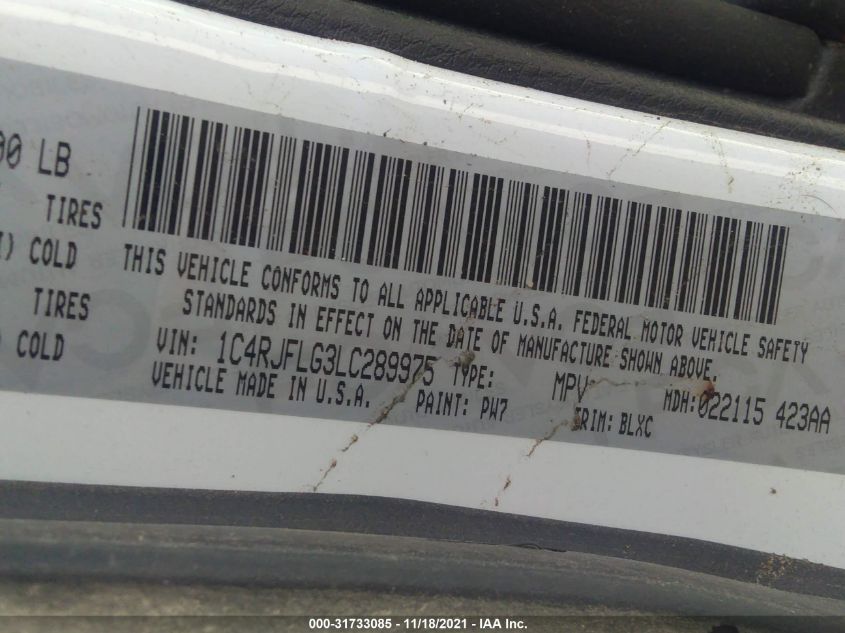 00 LB
TIRES
) COLD
TIRES
) COLD
THIS VEHICLE CONFORMS TO ALL APPLICABLE U.S.A. FEDERAL MOTOR VEHICLE SAFETY
STANDARDS IN EFFECT ON THE DATE OF MANUFACTURE SHOWN ABOVE.
VIN: 1C4RJFLG3LC289975 TYPE: MPV MDH:022115 423AA
VEHICLE MADE IN U.S.A. PAINT: PW7 TRIM: BLXC
000-31733085 - 11/18/2021 - IAA Inc.